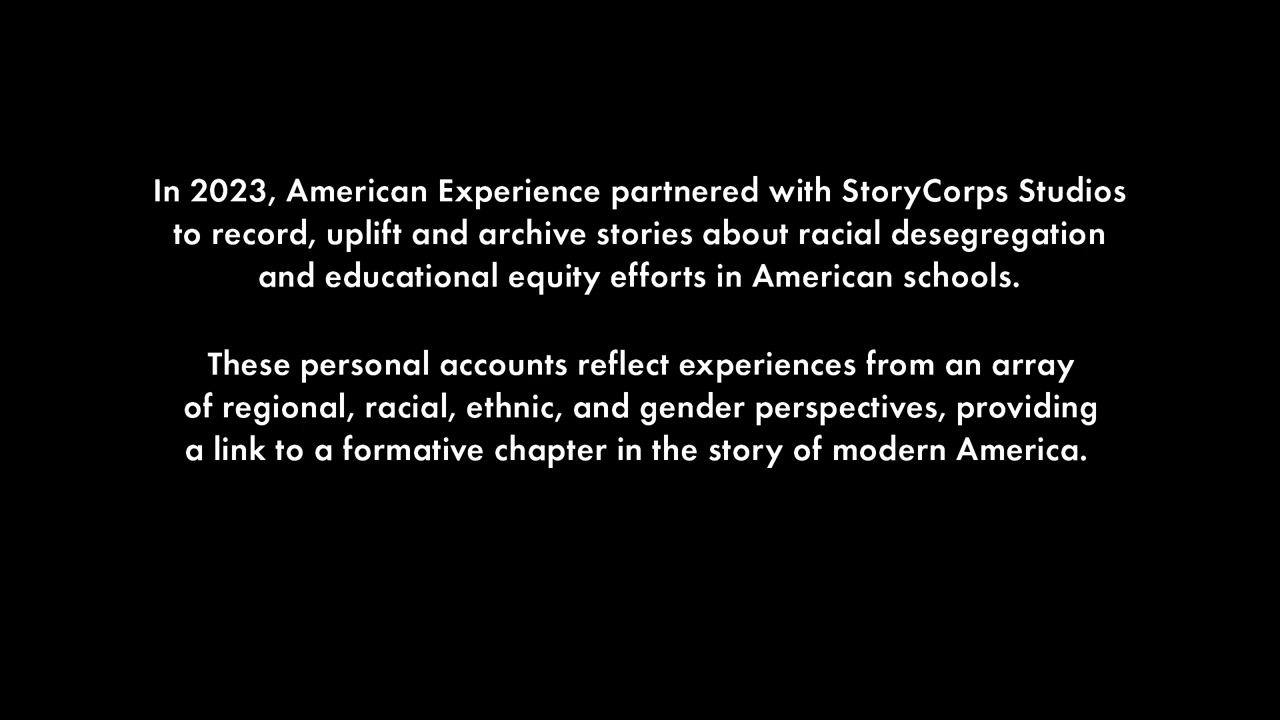 In 2023, American Experience partnered with StoryCorps Studios
to record, uplift and archive stories about racial desegregation
and educational equity efforts in American schools.
These personal accounts reflect experiences from an array
of regional, racial, ethnic, and gender perspectives, providing
a link to a formative chapter in the story of modern America.